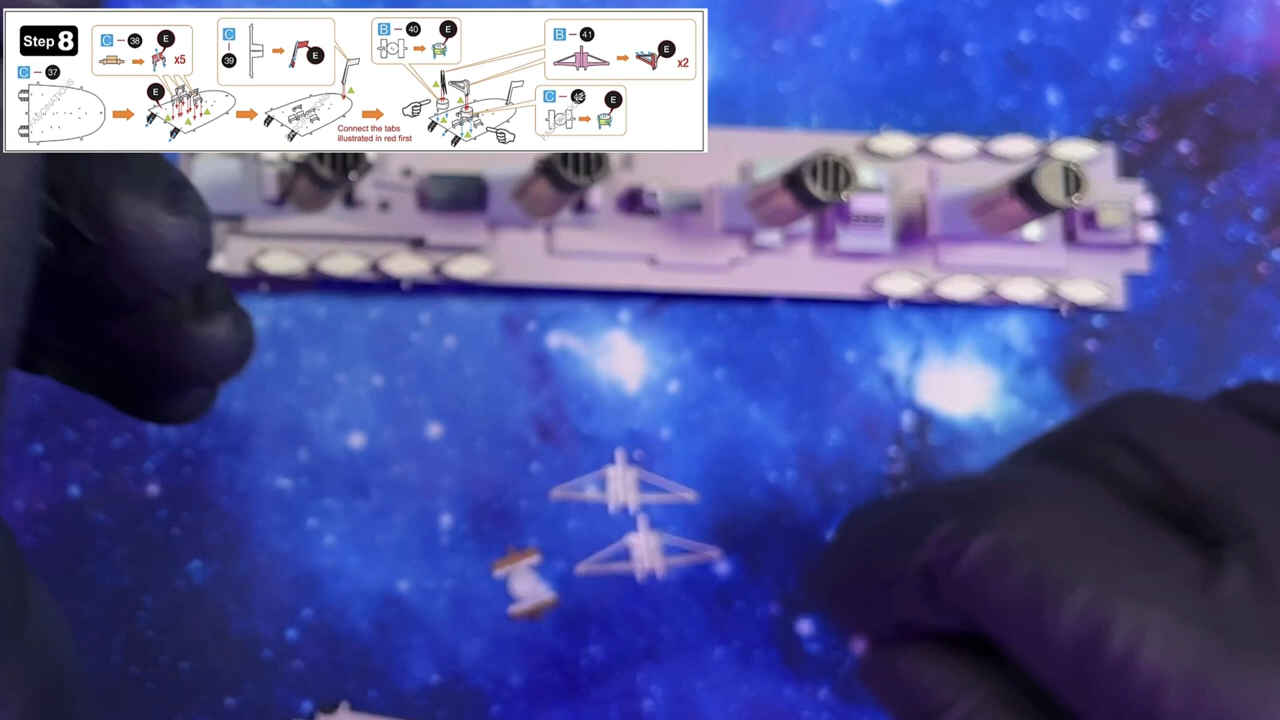 Step 8
C – 37
C – 38
E
x5
E
C – 39
E
Connect the tabs
illustrated in red first
B – 40
E
B – 41
E
x2
C –
E